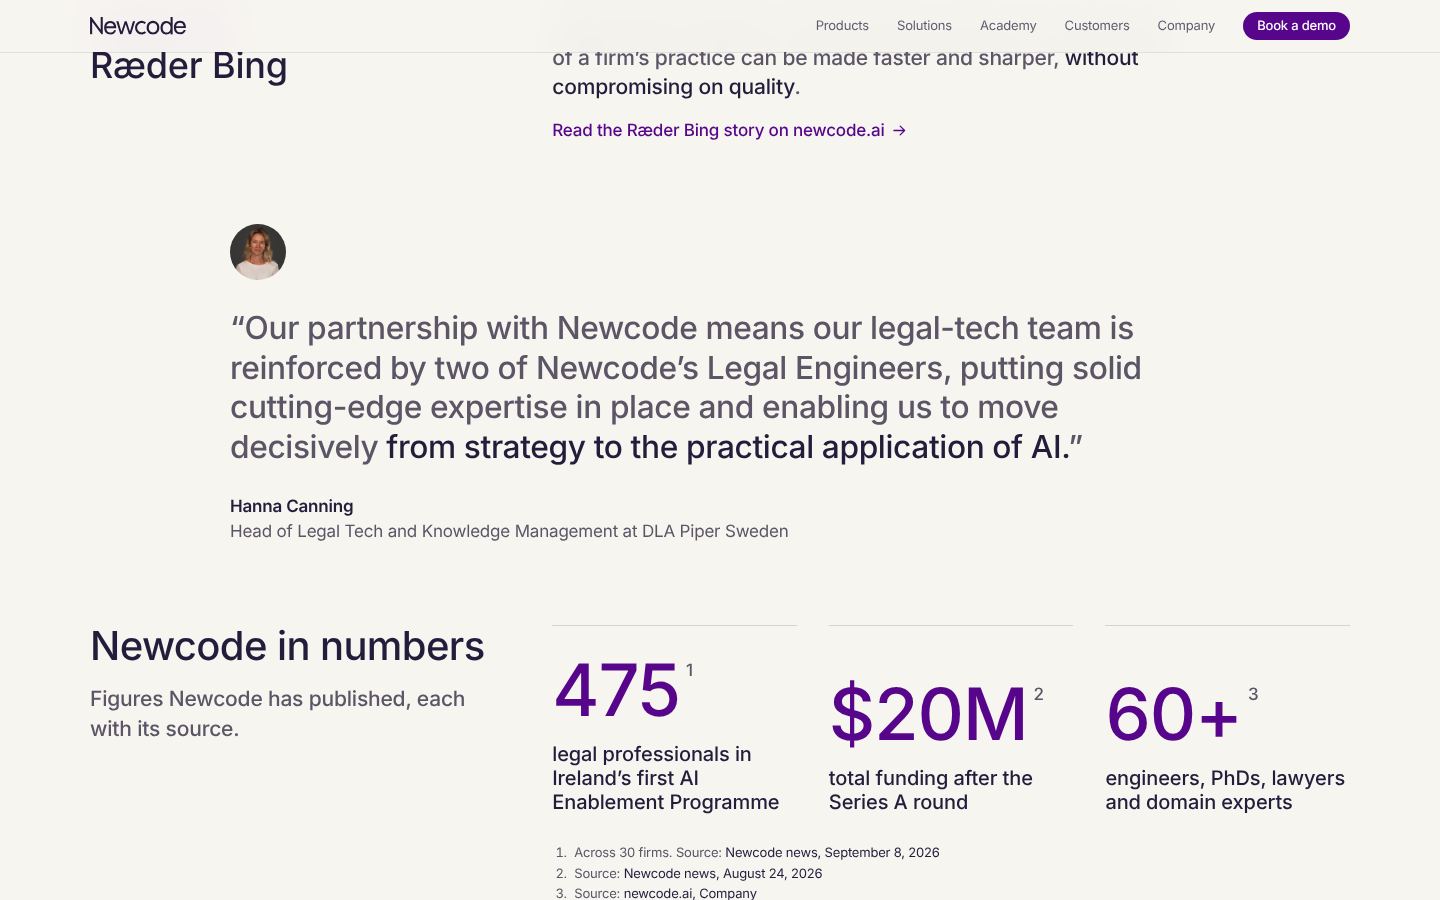 Newcode
Products
Solutions
Academy
Customers
Company
Book a demo
Ræder Bing
of a firm’s practice can be made faster and sharper, without
compromising on quality.
Read the Ræder Bing story on newcode.ai →
“Our partnership with Newcode means our legal-tech team is
reinforced by two of Newcode’s Legal Engineers, putting solid
cutting-edge expertise in place and enabling us to move
decisively from strategy to the practical application of AI.”
Hanna Canning
Head of Legal Tech and Knowledge Management at DLA Piper Sweden
Newcode in numbers
Figures Newcode has published, each
with its source.
475 1
legal professionals in
Ireland’s first AI
Enablement Programme
$20M 2
total funding after the
Series A round
60+ 3
engineers, PhDs, lawyers
and domain experts
1. Across 30 firms. Source: Newcode news, September 8, 2026
2. Source: Newcode news, August 24, 2026
3. Source: newcode.ai, Company